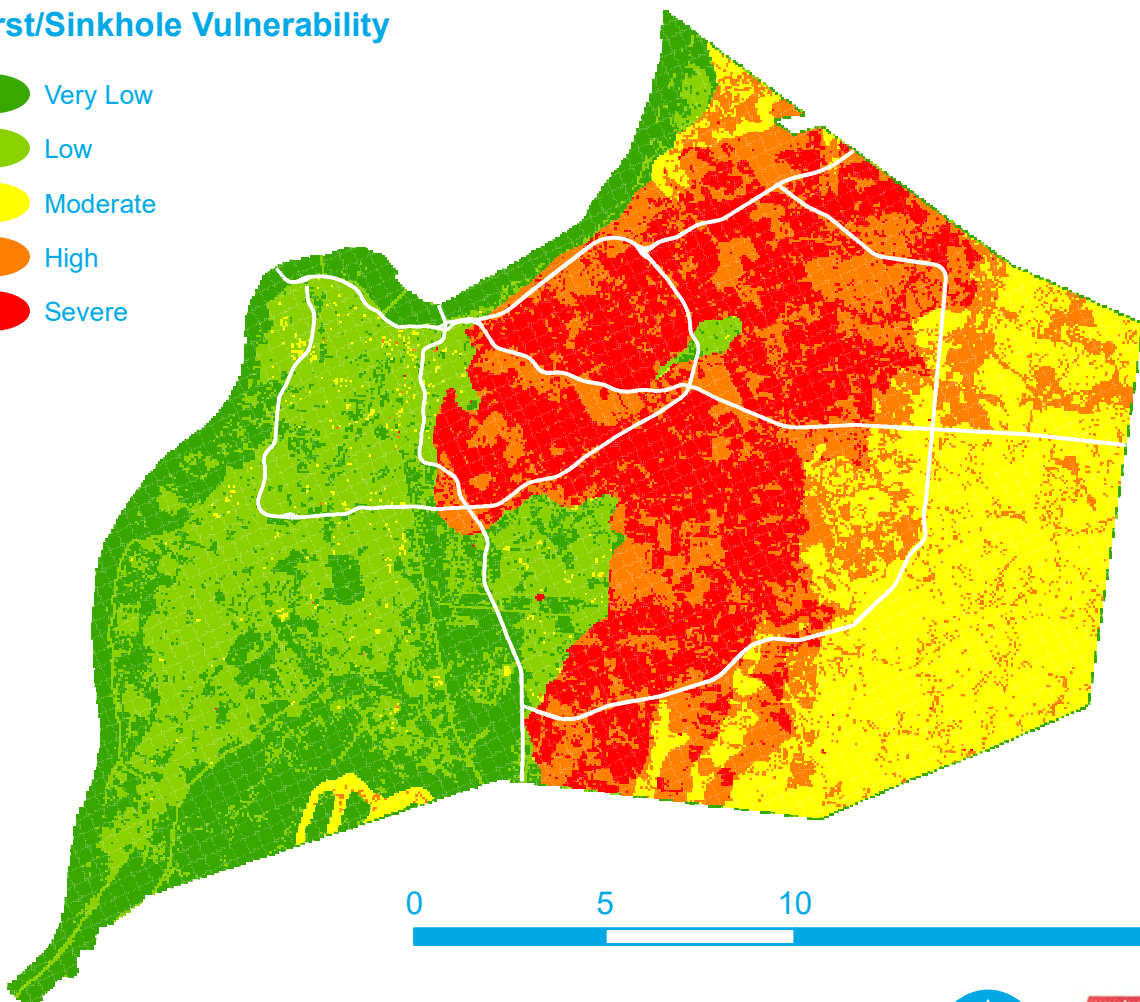 rst/Sinkhole Vulnerability
Very Low
Low
Moderate
High
Severe
0 5 10